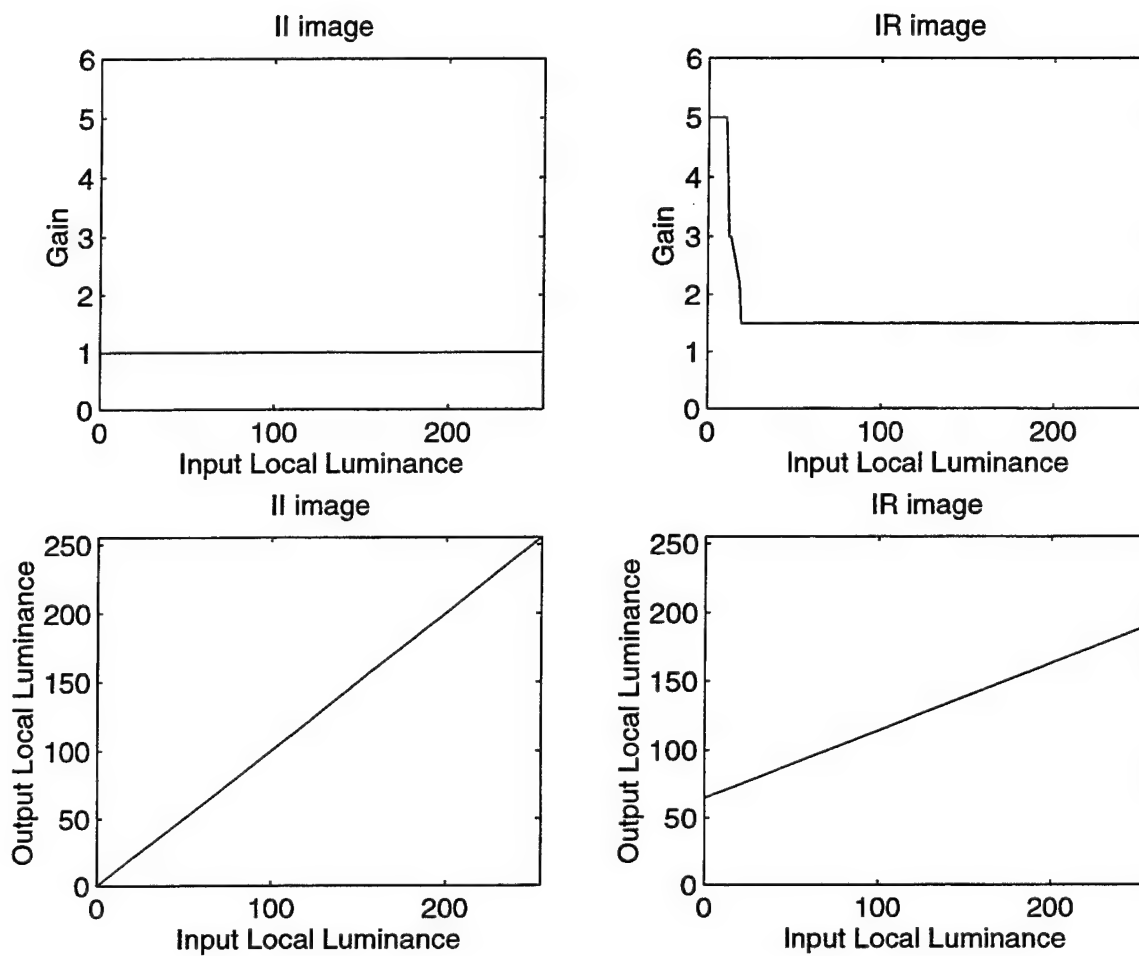 II image
6
5
4
3
2
1
0
Gain
0 100 200
Input Local Luminance
IR image
6
5
4
3
2
1
0
Gain
0 100 200
Input Local Luminance
II image
250
200
150
100
50
0
Output Local Luminance
0 100 200
Input Local Luminance
IR image
250
200
150
100
50
0
Output Local Luminance
0 100 200
Input Local Luminance